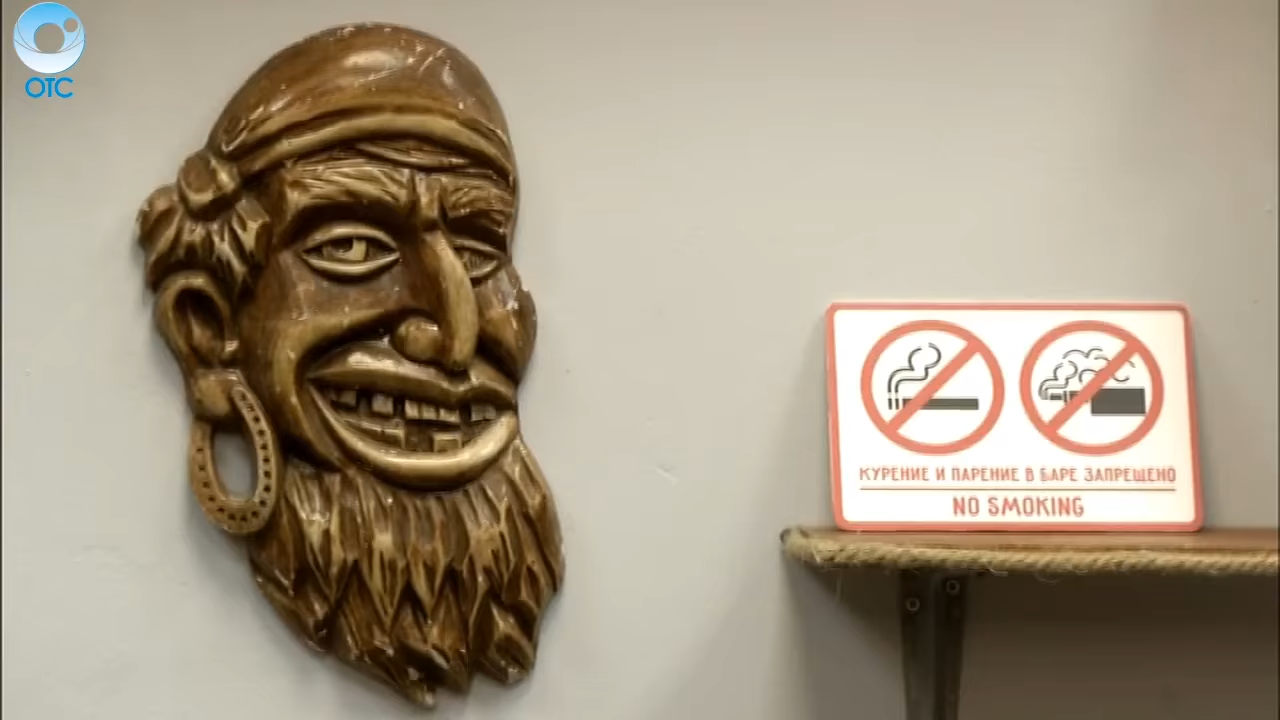 ОТС
КУРЕНИЕ И ПАРЕНИЕ В БАРЕ ЗАПРЕЩЕНО
NO SMOKING